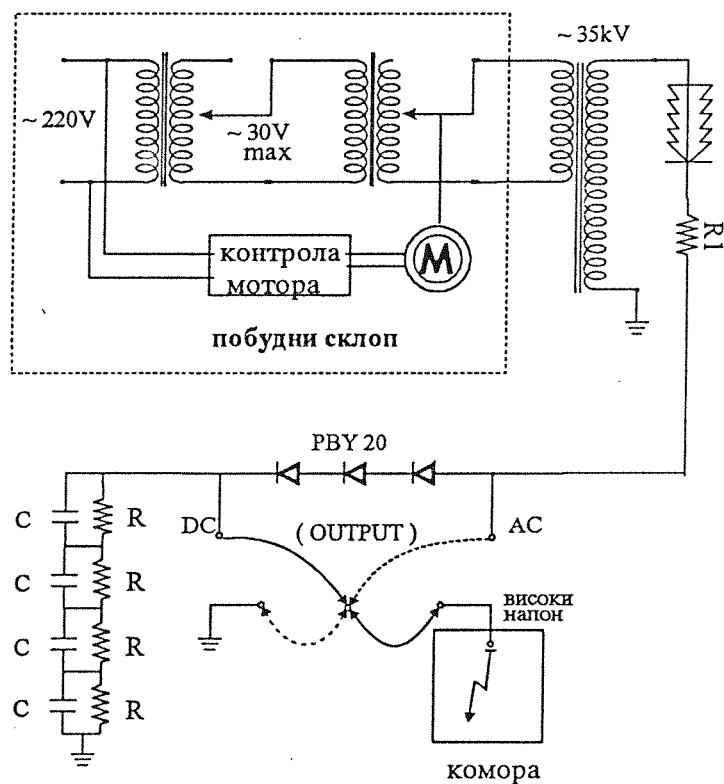 ~ 35kV
~ 220V
~ 30V
max
R1
контрола
мотора
M
побудни склоп
PBY 20
C
R
DC
( OUTPUT )
AC
C
R
високи
напон
C
R
C
R
комора